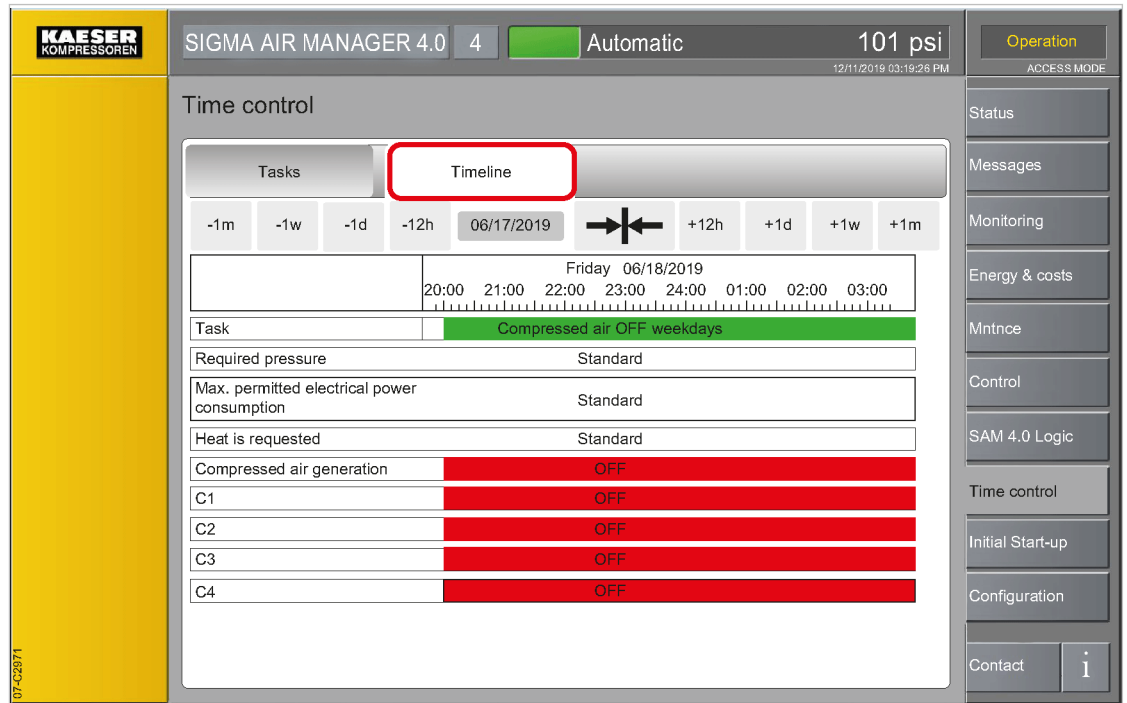 KAESER
KOMPRESSOREN
SIGMA AIR MANAGER 4.0 4 Automatic 101 psi
12/11/2019 03:19:26 PM
Operation
ACCESS MODE
Time control
Tasks Timeline
-1m -1w -1d -12h 06/17/2019 +12h +1d +1w +1m
Friday 06/18/2019
20:00 21:00 22:00 23:00 24:00 01:00 02:00 03:00
Task Compressed air OFF weekdays
Required pressure Standard
Max. permitted electrical power
consumption Standard
Heat is requested Standard
Compressed air generation OFF
C1 OFF
C2 OFF
C3 OFF
C4 OFF
Status
Messages
Monitoring
Energy & costs
Mntnce
Control
SAM 4.0 Logic
Time control
Initial Start-up
Configuration
Contact i
07-C2971